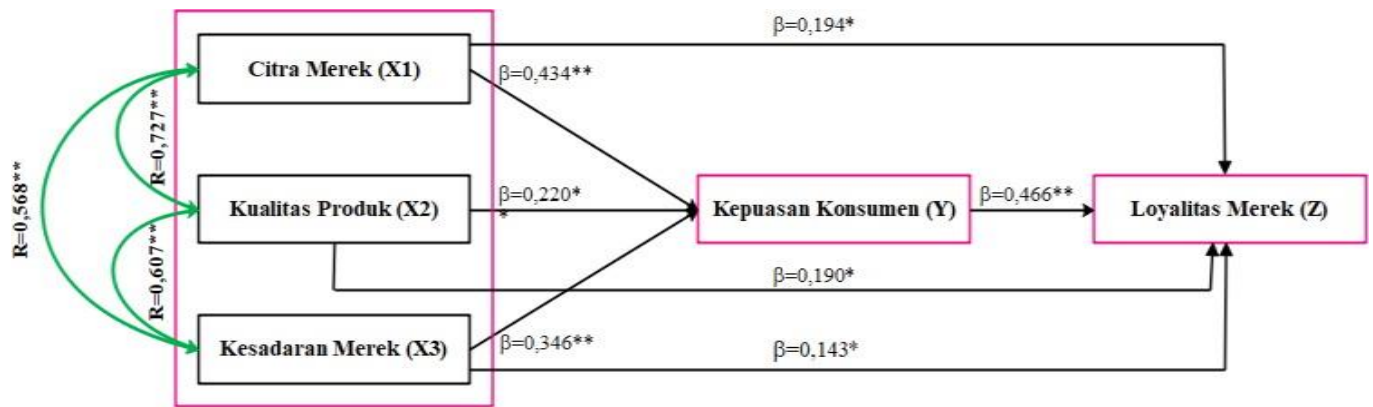 β=0,194*
Citra Merek (X1)
β=0,434**
R=0,727**
R=0,568**
Kualitas Produk (X2)
β=0,220*
*
Kepuasan Konsumen (Y)
β=0,466**
Loyalitas Merek (Z)
R=0,607**
β=0,190*
Kesadaran Merek (X3)
β=0,346**
β=0,143*